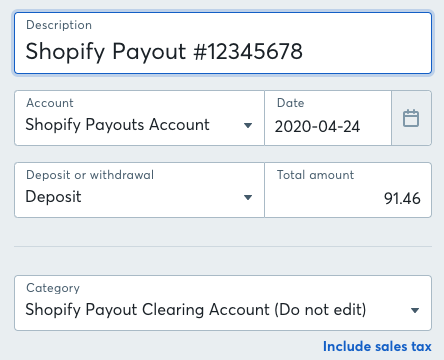 Description
Shopify Payout #12345678
Account
Shopify Payouts Account
Date
2020-04-24
Deposit or withdrawal
Deposit
Total amount
91.46
Category
Shopify Payout Clearing Account (Do not edit)
Include sales tax